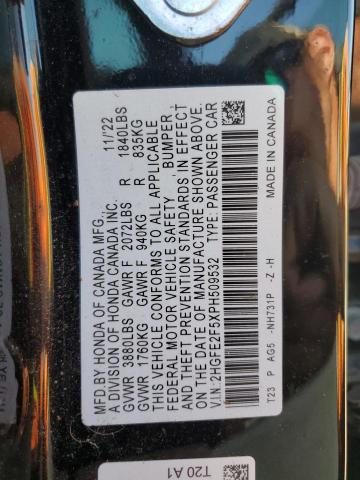 MFD.BY HONDA OF CANADA MFG., 11/22
A DIVISION OF HONDA CANADA INC.
GVWR 3880LBS GAWR F 2072LBS R 1840LBS
GVWR 1760KG GAWR F 940KG R 835KG
THIS VEHICLE CONFORMS TO ALL APPLICABLE
FEDERAL MOTOR VEHICLE SAFETY, BUMPER,
AND THEFT PREVENTION STANDARDS IN EFFECT
ON THE DATE OF MANUFACTURE SHOWN ABOVE.
V.I.N:2HGFE2F5XPH509532 TYPE:PASSENGER CAR
T23 P AG5 -NH731P -Z -H MADE IN CANADA
T20 A1